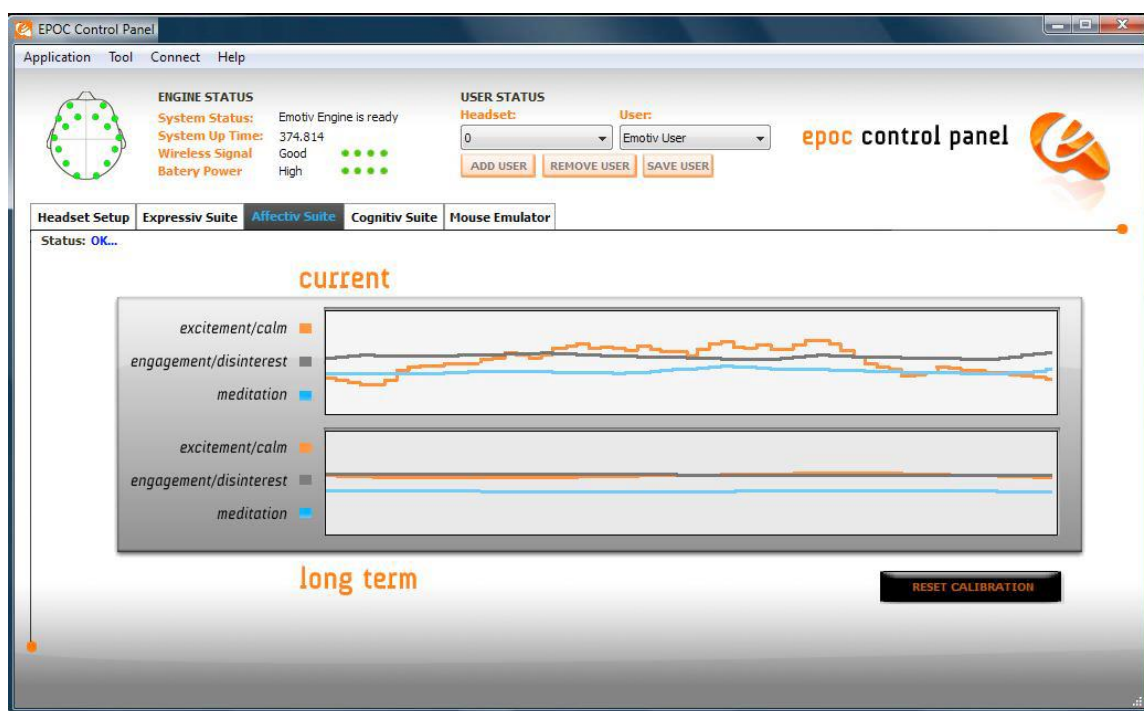 EPOC Control Panel
Application Tool Connect Help
ENGINE STATUS
System Status: Emotiv Engine is ready
System Up Time: 374.814
Wireless Signal Good
Batery Power High
USER STATUS
Headset: User:
0 Emotiv User
ADD USER REMOVE USER SAVE USER
epoc control panel
Headset Setup Expressiv Suite Affectiv Suite Cognitiv Suite Mouse Emulator
Status: OK...
current
excitement/calm
engagement/disinterest
meditation
excitement/calm
engagement/disinterest
meditation
long term
RESET CALIBRATION